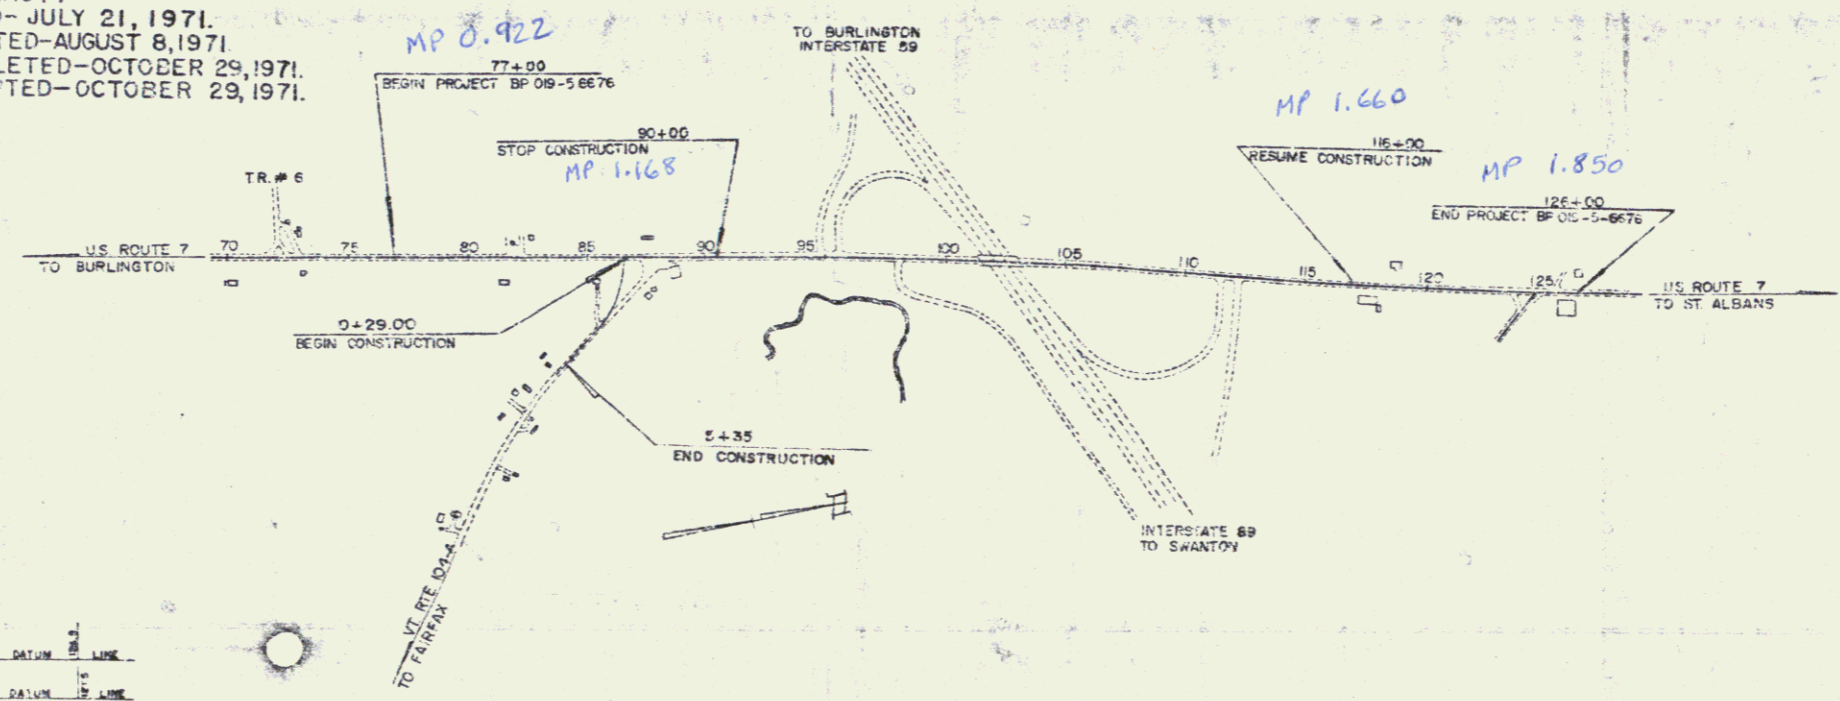 JULY 21, 1971.
TED-AUGUST 8, 1971.
LETED-OCTOBER 29, 1971.
TED-OCTOBER 29, 1971.
MP 0.922
77+00
BEGIN PROJECT BP 019-5 6676
90+00
STOP CONSTRUCTION
MP 1.168
TO BURLINGTON
INTERSTATE 89
MP 1.660
116+00
RESUME CONSTRUCTION
MP 1.850
126+00
END PROJECT BP 019-5-6676
T.R. # 6
U.S. ROUTE 7
TO BURLINGTON
70 75 80 85 90 95 100 105 110 115 120 125
U.S. ROUTE 7
TO ST. ALBANS
0+29.00
BEGIN CONSTRUCTION
5+35
END CONSTRUCTION
INTERSTATE 89
TO SWANTON
VT. RTE 104-A
TO FAIRFAX
DATUM LINE
DATUM LINE